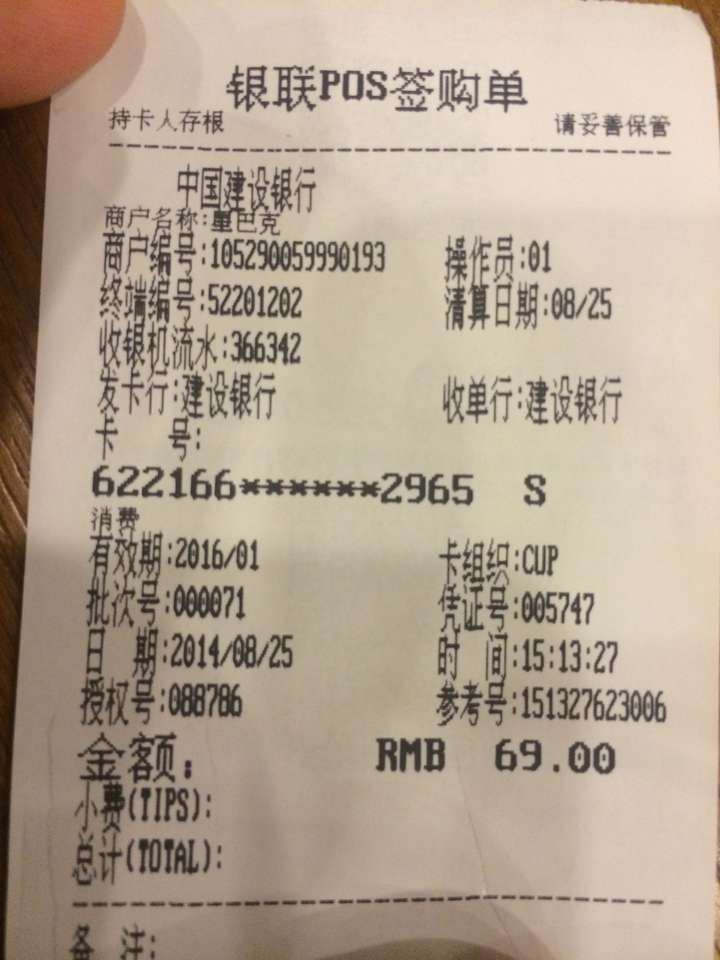 银联POS签购单
持卡人存根 请妥善保管
中国建设银行
商户名称:星巴克
商户编号:105290059990193 操作员:01
终端编号:52201202 清算日期:08/25
收银机流水:366342
发卡行:建设银行 收单行:建设银行
卡 号:
622166******2965 S
消费
有效期:2016/01 卡组织:CUP
批次号:000071 凭证号:005747
日 期:2014/08/25 时 间:15:13:27
授权号:088786 参考号:151327623006
金额: RMB 69.00
小费(TIPS):
总计(TOTAL):
备 注: